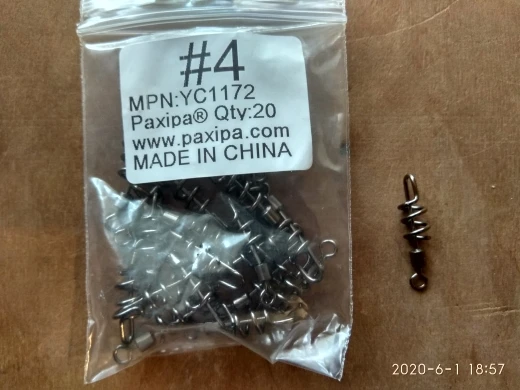 #4
MPN:YC1172
Paxipa® Qty:20
www.paxipa.com
MADE IN CHINA
2020-6-1 18:57